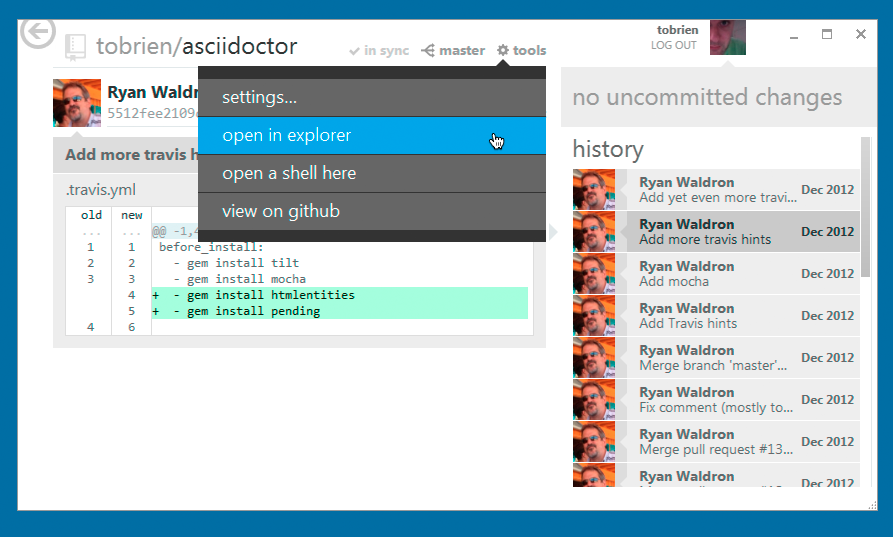 tobrien/asciidoctor
in sync
master
tools
tobrien
LOG OUT
settings...
open in explorer
open a shell here
view on github
Ryan Waldr
5512fee2109
Add more travis h
.travis.yml
old new
... ... @@ -1,4
1 1 before_install:
2 2 - gem install tilt
3 3 - gem install mocha
4 + - gem install htmlentities
5 + - gem install pending
4 6
no uncommitted changes
history
Ryan Waldron
Add yet even more travi... Dec 2012
Ryan Waldron
Add more travis hints Dec 2012
Ryan Waldron
Add mocha Dec 2012
Ryan Waldron
Add Travis hints Dec 2012
Ryan Waldron
Merge branch 'master'... Dec 2012
Ryan Waldron
Fix comment (mostly to... Dec 2012
Ryan Waldron
Merge pull request #13... Dec 2012
Ryan Waldron
Dec 2012